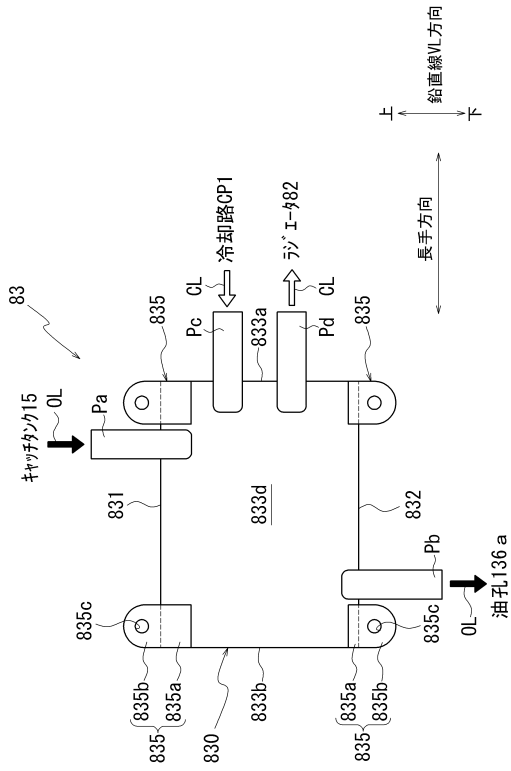 83
キャッチタンク15
OL
Pa
835
Pc
CL
冷却路CP1
ラジエータ82
CL
Pd
833a
835
831
833d
832
835c
835b
835a
835
830
833b
835a
835b
835
835c
Pb
OL
油孔136a
長手方向
上
下
鉛直線VL方向